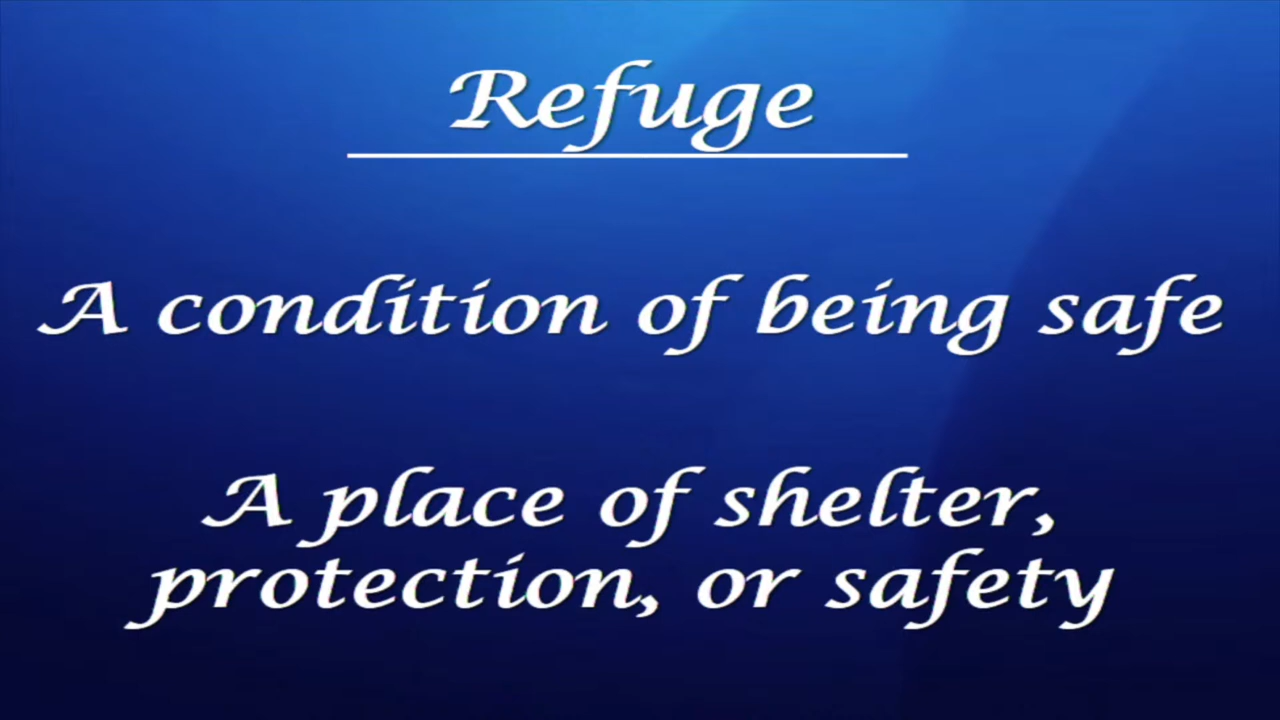 Refuge
A condition of being safe
A place of shelter,
protection, or safety